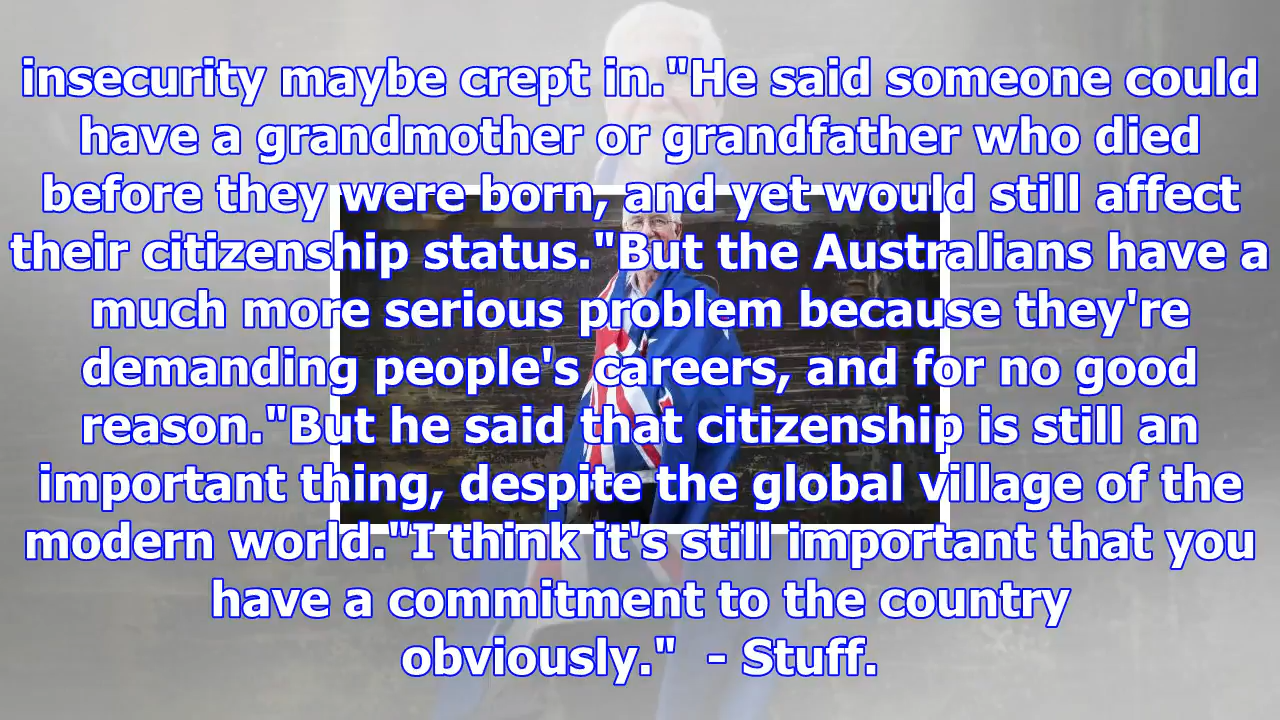 insecurity maybe crept in."He said someone could
have a grandmother or grandfather who died
before they were born, and yet would still affect
their citizenship status."But the Australians have a
much more serious problem because they're
demanding people's careers, and for no good
reason."But he said that citizenship is still an
important thing, despite the global village of the
modern world."I think it's still important that you
have a commitment to the country
obviously."  - Stuff.